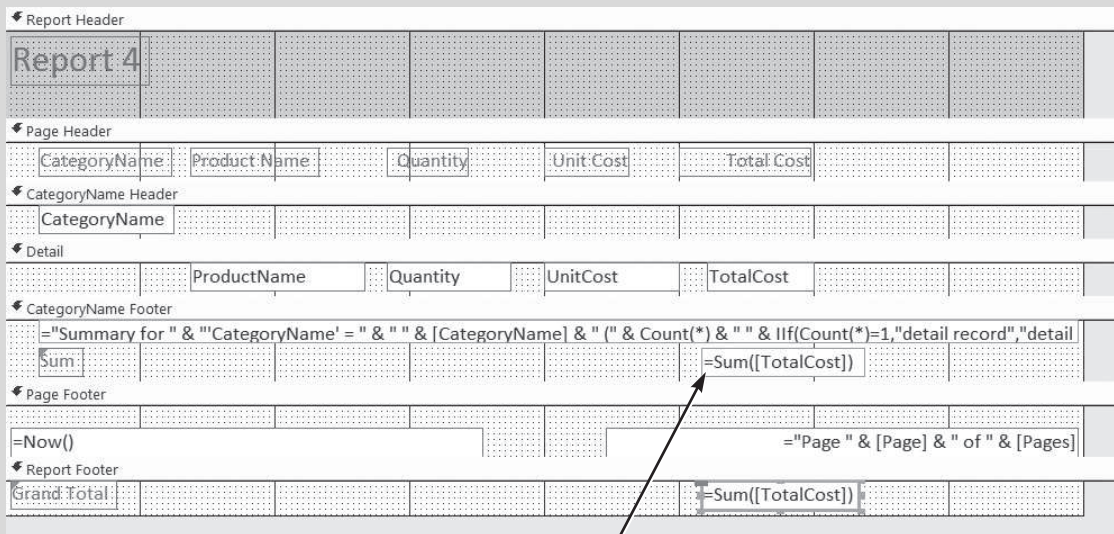 Report Header
Report 4
Page Header
CategoryName Product Name Quantity Unit Cost Total Cost
CategoryName Header
CategoryName
Detail
ProductName Quantity UnitCost TotalCost
CategoryName Footer
="Summary for " & "'CategoryName' = " & " " & [CategoryName] & " (" & Count(*) & " " & IIf(Count(*)=1,"detail record","detail
Sum =Sum([TotalCost])
Page Footer
=Now() ="Page " & [Page] & " of " & [Pages]
Report Footer
Grand Total =Sum([TotalCost])